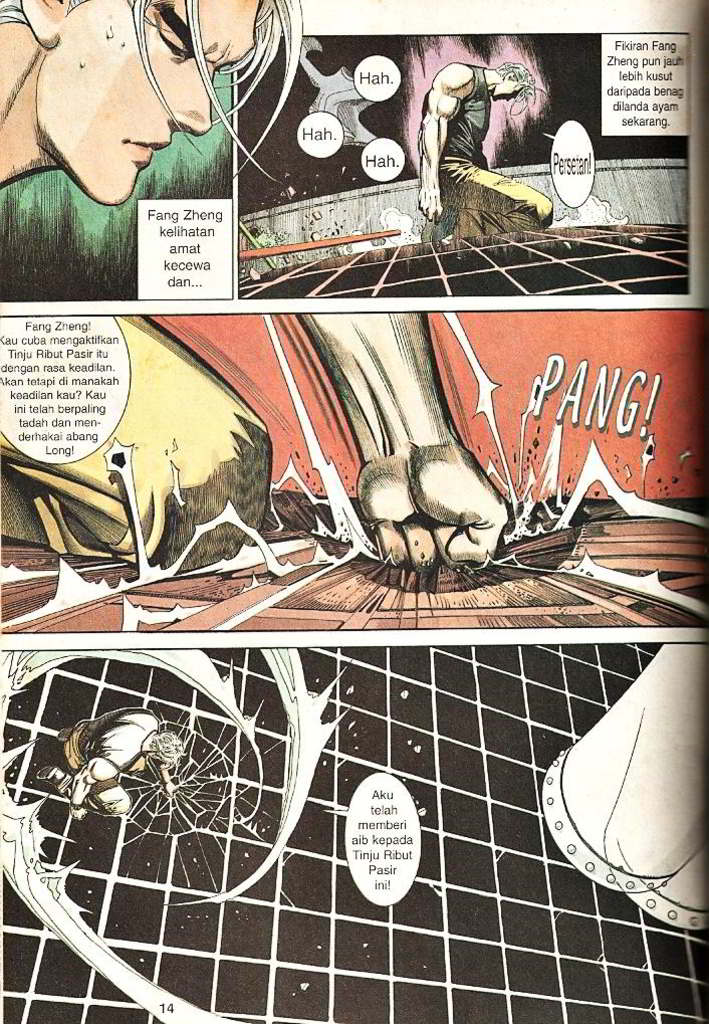 Fang Zheng
kelihatan
amat
kecewa
dan...
Hah.
Hah.
Hah.
Persetan!
Fikiran Fang
Zheng pun jauh
lebih kusut
daripada benag
dilanda ayam
sekarang.
Fang Zheng!
Kau cuba mengaktifkan
Tinju Ribut Pasir itu
dengan rasa keadilan.
Akan tetapi di manakah
keadilan kau? Kau
ini telah berpaling
tadah dan men-
derhakai abang
Long!
PANG!
Aku
telah
memberi
aib kepada
Tinju Ribut
Pasir
ini!
14